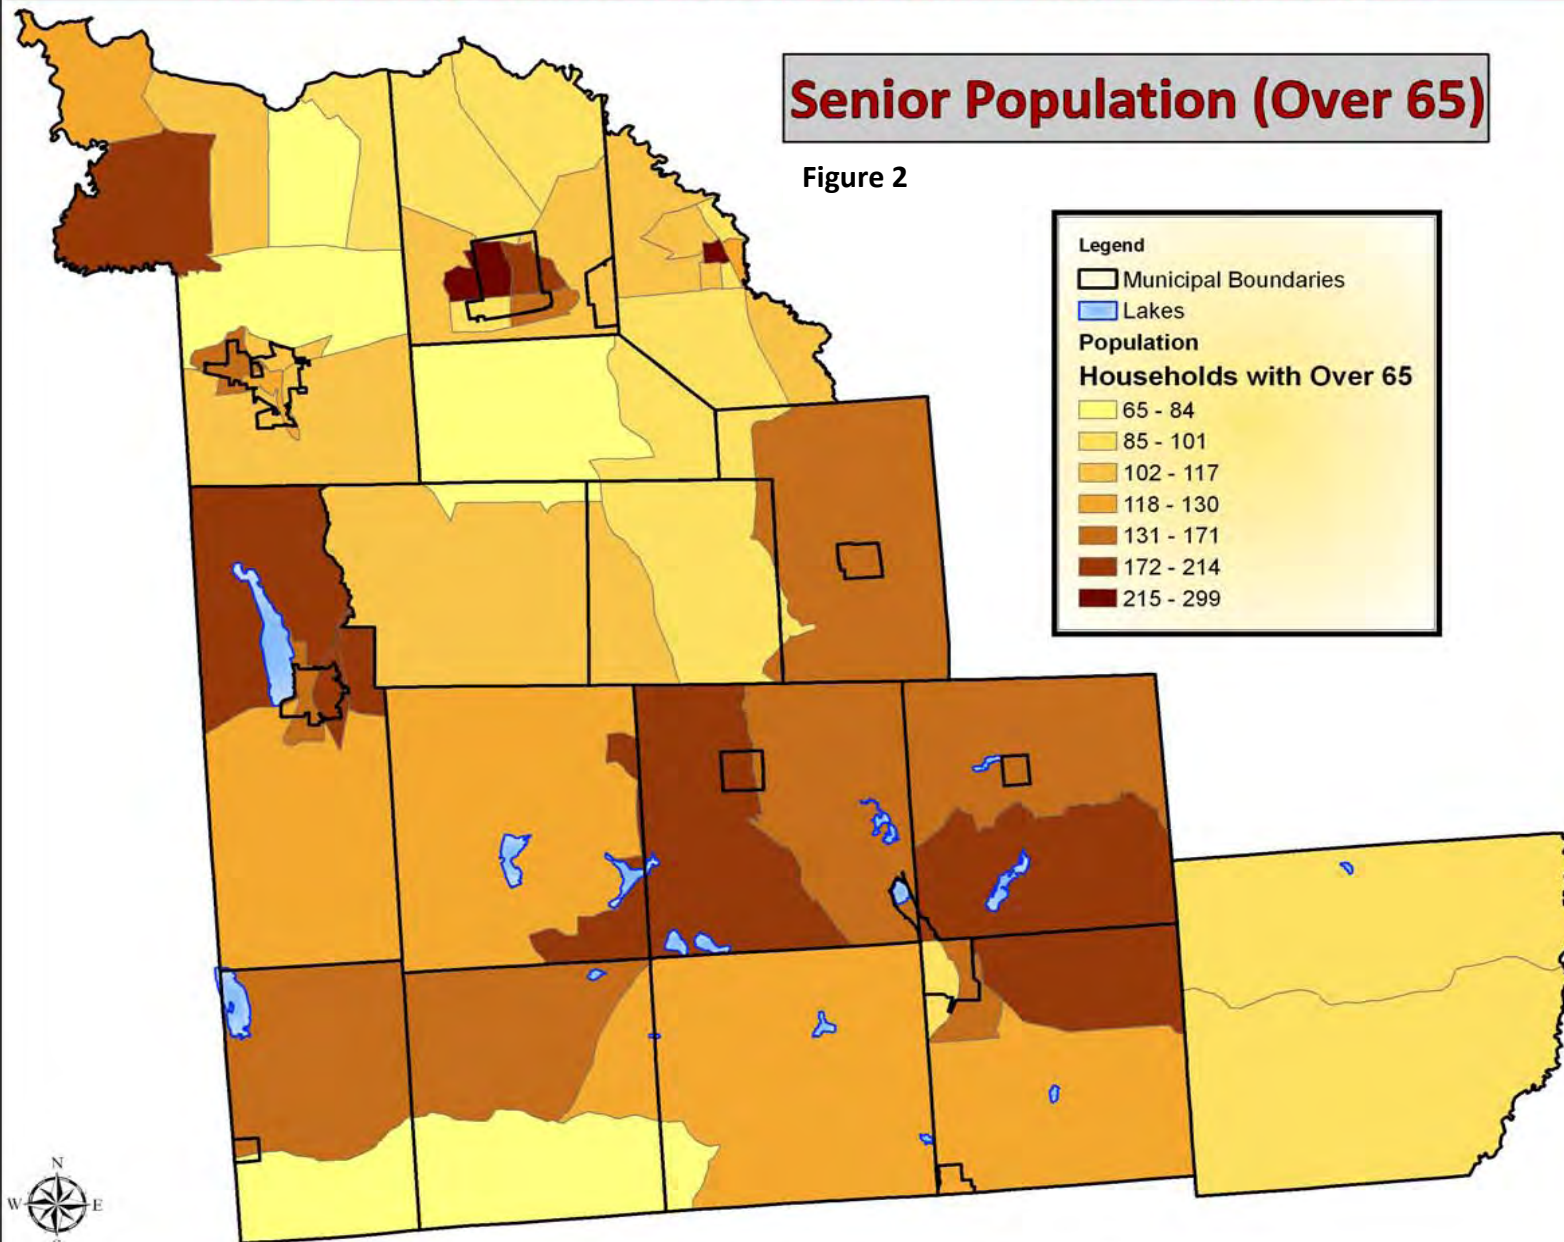 Senior Population (Over 65)
Figure 2
Legend
Municipal Boundaries
Lakes
Population
Households with Over 65
65 - 84
85 - 101
102 - 117
118 - 130
131 - 171
172 - 214
215 - 299
N
W E
S